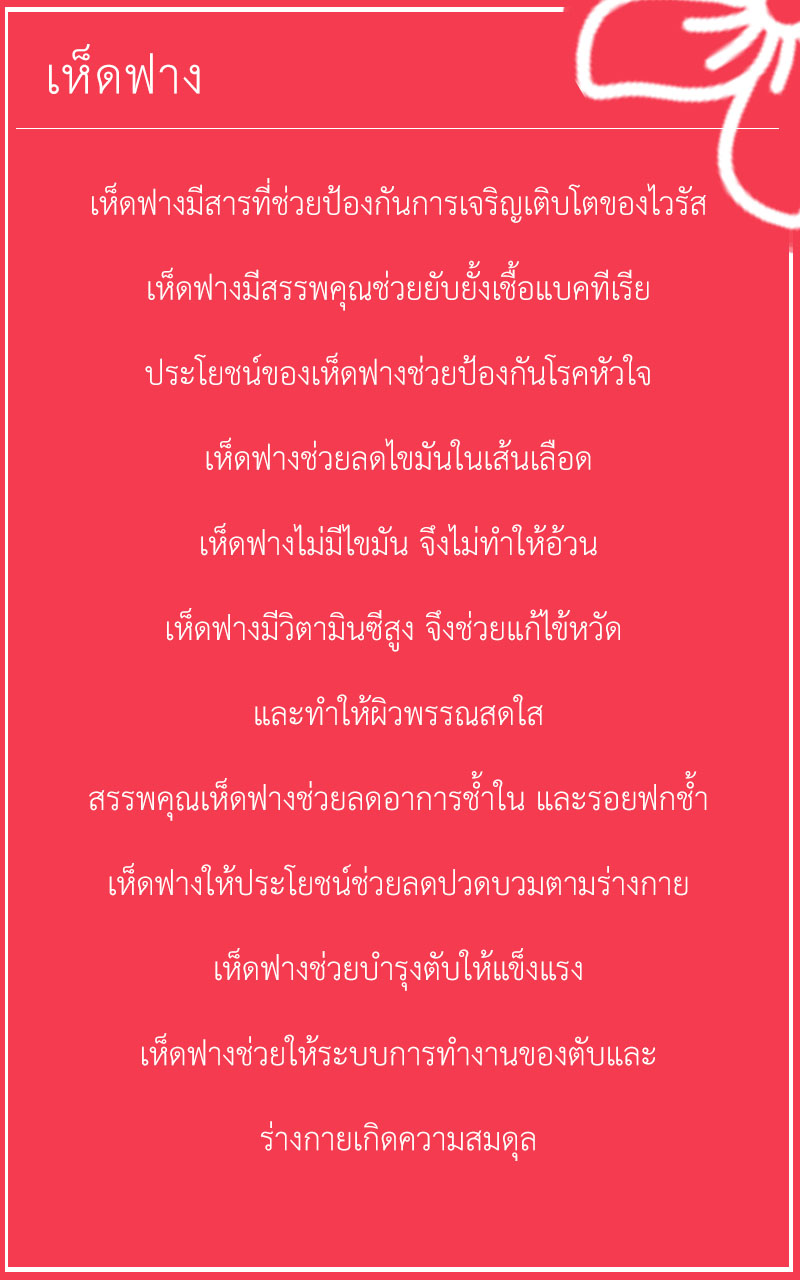 เห็ดฟาง
เห็ดฟางมีสารที่ช่วยป้องกันการเจริญเติบโตของไวรัส
เห็ดฟางมีสรรพคุณช่วยยับยั้งเชื้อแบคทีเรีย
ประโยชน์ของเห็ดฟางช่วยป้องกันโรคหัวใจ
เห็ดฟางช่วยลดไขมันในเส้นเลือด
เห็ดฟางไม่มีไขมัน จึงไม่ทำให้อ้วน
เห็ดฟางมีวิตามินซีสูง จึงช่วยแก้ไข้หวัด
และทำให้ผิวพรรณสดใส
สรรพคุณเห็ดฟางช่วยลดอาการช้ำใน และรอยฟกช้ำ
เห็ดฟางให้ประโยชน์ช่วยลดปวดบวมตามร่างกาย
เห็ดฟางช่วยบำรุงตับให้แข็งแรง
เห็ดฟางช่วยให้ระบบการทำงานของตับและ
ร่างกายเกิดความสมดุล